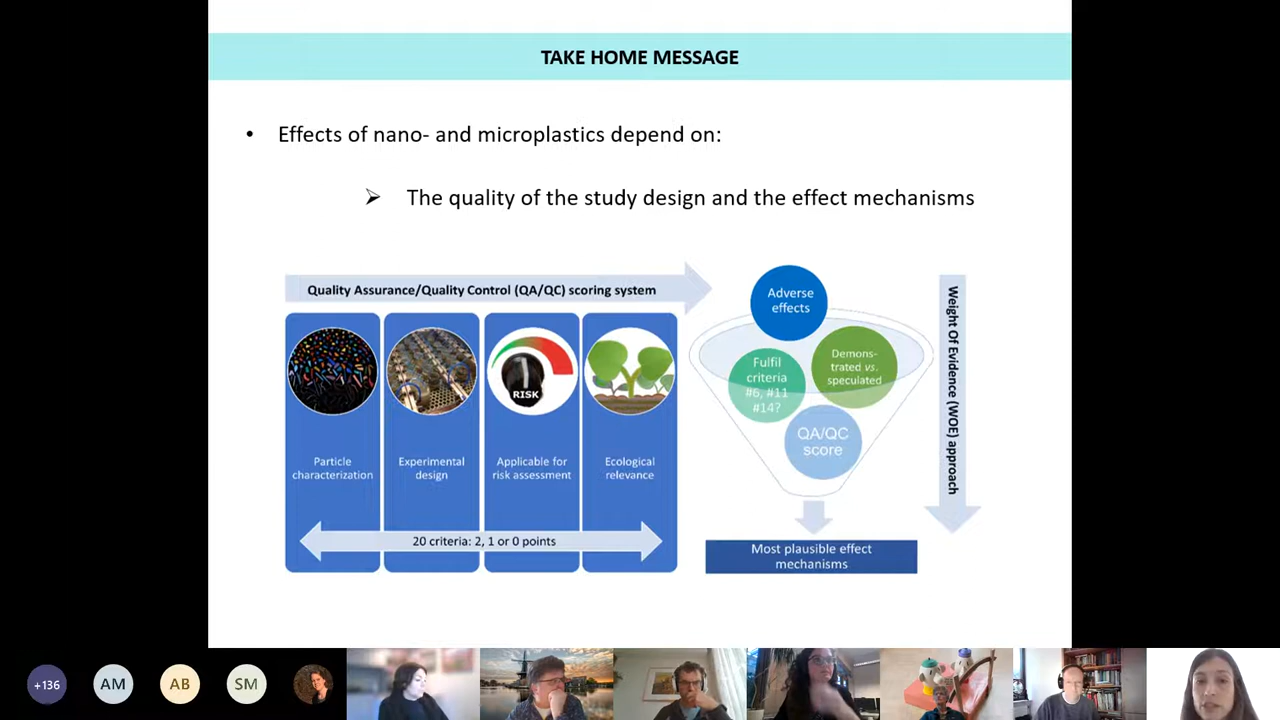 TAKE HOME MESSAGE
• Effects of nano- and microplastics depend on:
➢ The quality of the study design and the effect mechanisms
Quality Assurance/Quality Control (QA/QC) scoring system
Particle
characterization
Experimental
design
RISK
Applicable for
risk assessment
Ecological
relevance
20 criteria: 2, 1 or 0 points
Adverse
effects
Fulfil
criteria
#6, #11
#14?
Demons-
trated vs.
speculated
QA/QC
score
Most plausible effect
mechanisms
Weight Of Evidence (WOE) approach
+136
AM
AB
SM